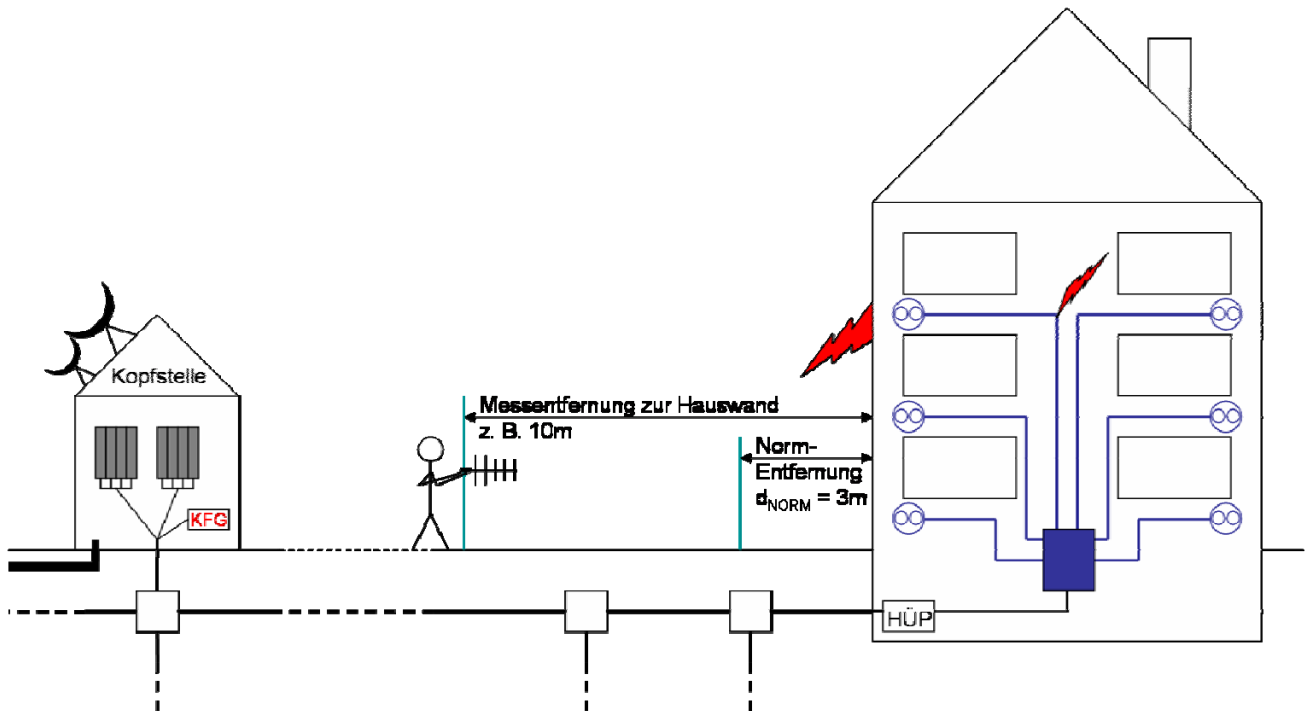 Kopfstelle
KFG
Messentfernung zur Hauswand
z. B. 10m
Norm-
Entfernung
dNORM = 3m
HÜP